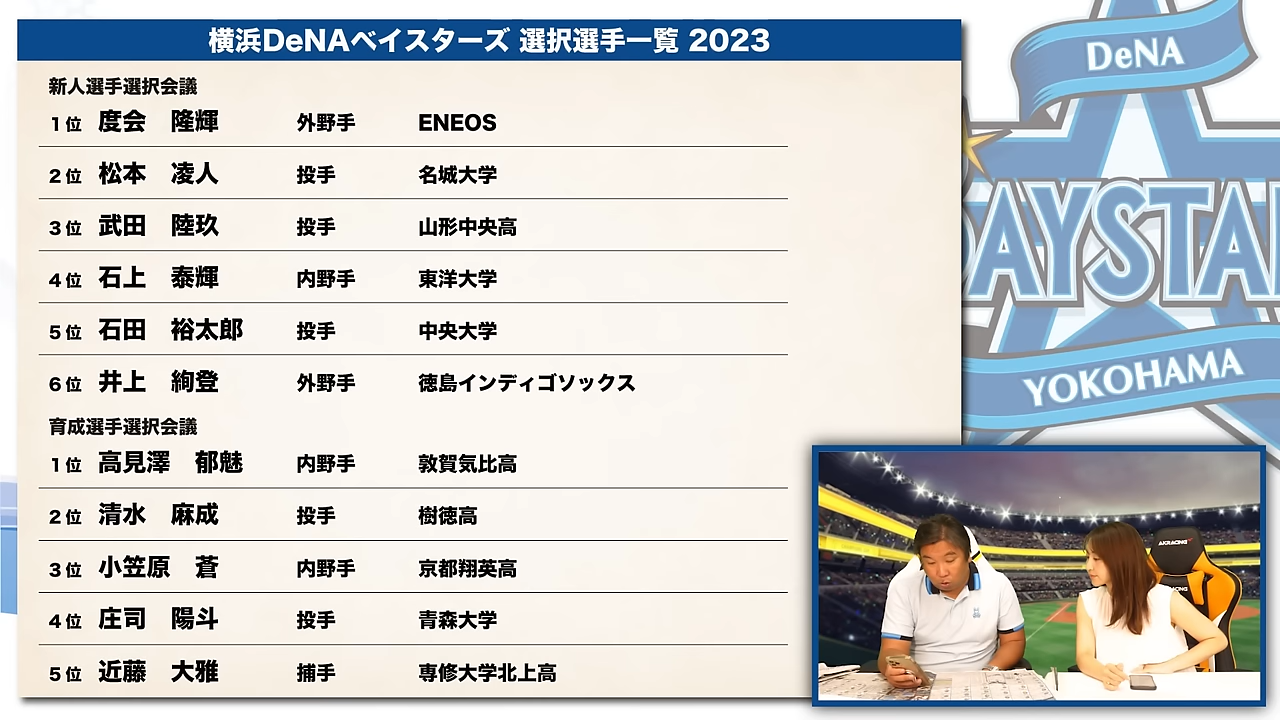 横浜DeNAベイスターズ 選択選手一覧 2023
新人選手選択会議
1位 度会 隆輝 外野手 ENEOS
2位 松本 凌人 投手 名城大学
3位 武田 陸玖 投手 山形中央高
4位 石上 泰輝 内野手 東洋大学
5位 石田 裕太郎 投手 中央大学
6位 井上 絢登 外野手 徳島インディゴソックス
育成選手選択会議
1位 高見澤 郁魅 内野手 敦賀気比高
2位 清水 麻成 投手 樹徳高
3位 小笠原 蒼 内野手 京都翔英高
4位 庄司 陽斗 投手 青森大学
5位 近藤 大雅 捕手 専修大学北上高
DeNA
AYSTA
YOKOHAMA
AKRACING